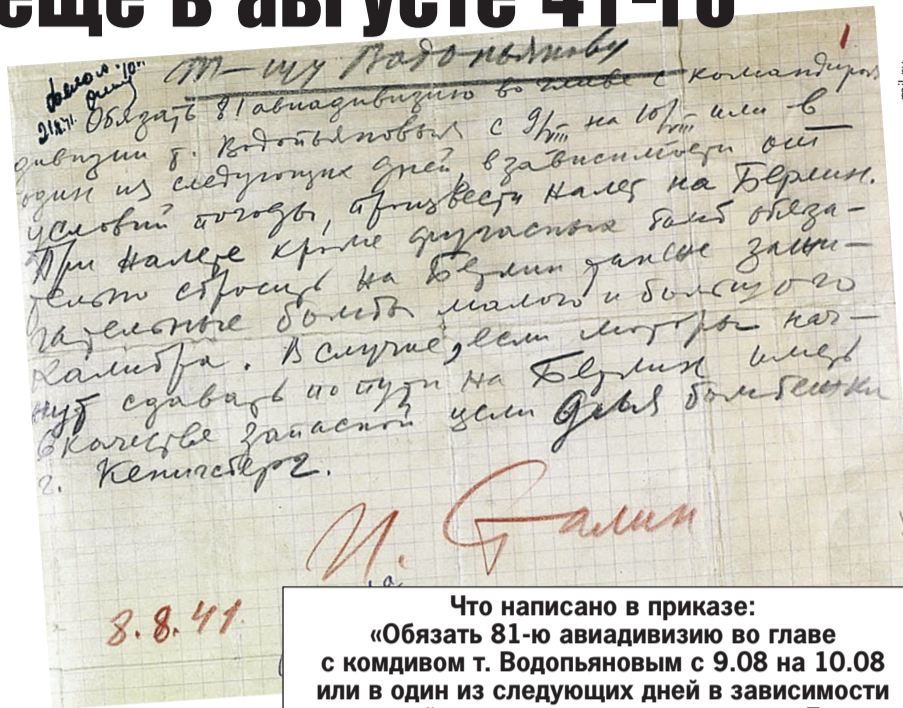 еще в августе 41-го
1
Т-щу Водопьянову
Обязать 81 авиадивизию во главе с командиром
дивизии т. Водопьяновым с 9/VIII на 10/VIII или в
один из следующих дней, в зависимости от
условий погоды, произвести налет на Берлин.
При налете кроме фугасных бомб обяза-
тельно сбросить на Берлин также зажи-
гательные бомбы малого и большого
калибра. В случае, если моторы нач-
нут сдавать по пути на Берлин иметь
в качестве запасной цели для бомбежки
г. Кенигсберг.
И. Сталин
8.8.41
Что написано в приказе:
«Обязать 81-ю авиадивизию во главе
с комдивом т. Водопьяновым с 9.08 на 10.08
или в один из следующих дней в зависимости